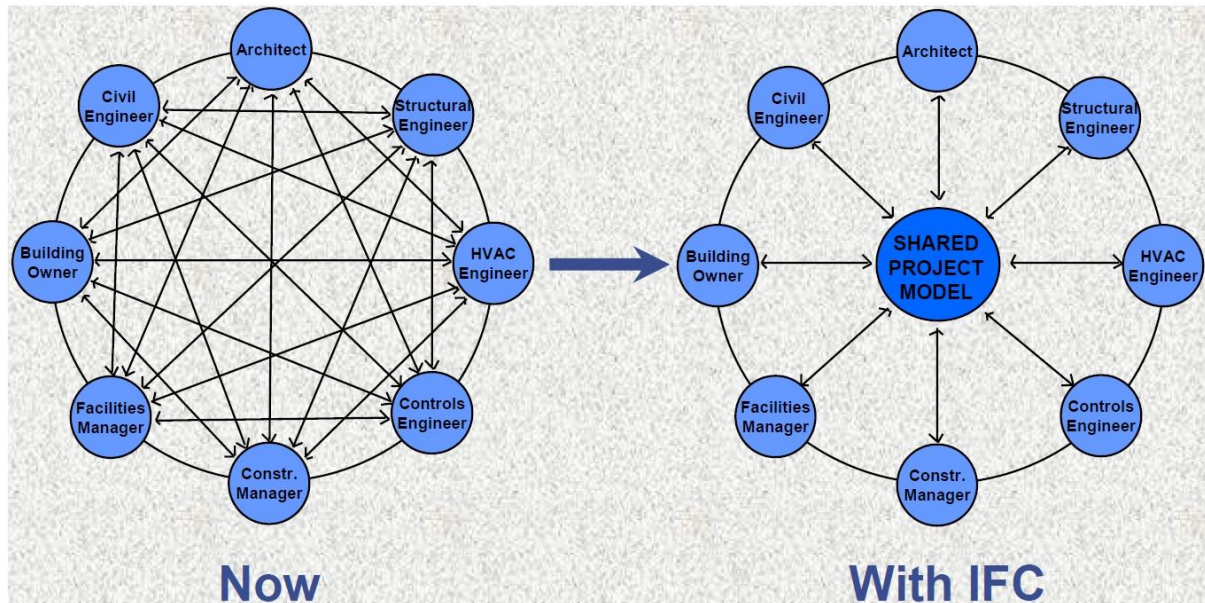 Architect
Civil
Engineer
Structural
Engineer
Building
Owner
HVAC
Engineer
Facilities
Manager
Controls
Engineer
Constr.
Manager
Now
Architect
Civil
Engineer
Structural
Engineer
Building
Owner
SHARED
PROJECT
MODEL
HVAC
Engineer
Facilities
Manager
Controls
Engineer
Constr.
Manager
With IFC